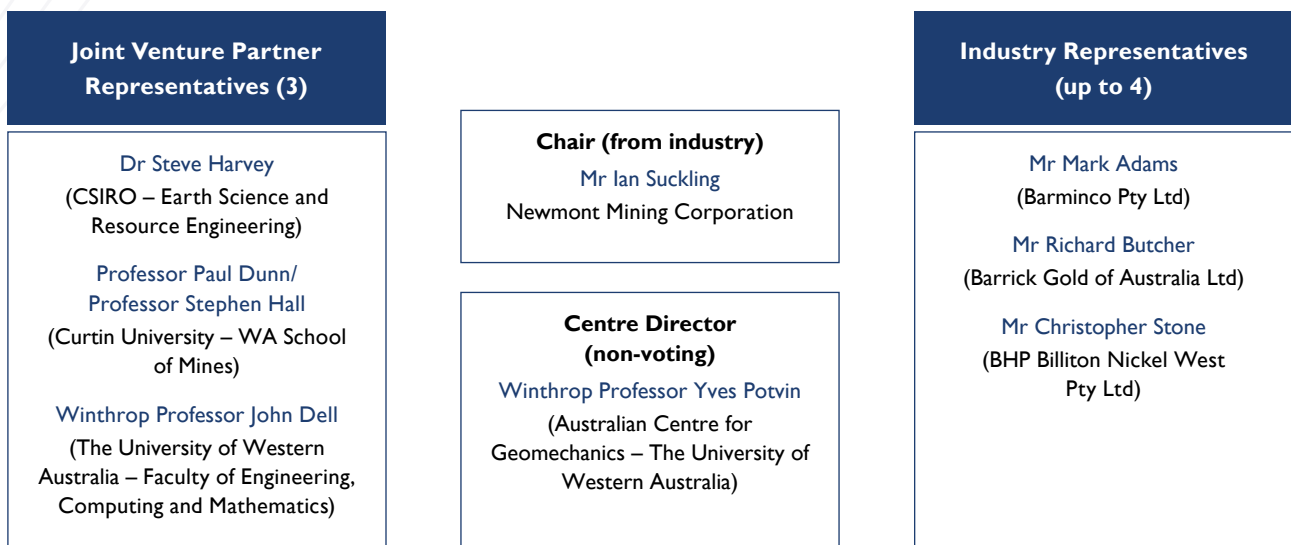 Joint Venture Partner
Representatives (3)
Dr Steve Harvey
(CSIRO – Earth Science and
Resource Engineering)
Professor Paul Dunn/
Professor Stephen Hall
(Curtin University – WA School
of Mines)
Winthrop Professor John Dell
(The University of Western
Australia – Faculty of Engineering,
Computing and Mathematics)
Chair (from industry)
Mr Ian Suckling
Newmont Mining Corporation
Centre Director
(non-voting)
Winthrop Professor Yves Potvin
(Australian Centre for
Geomechanics – The University of
Western Australia)
Industry Representatives
(up to 4)
Mr Mark Adams
(Barminco Pty Ltd)
Mr Richard Butcher
(Barrick Gold of Australia Ltd)
Mr Christopher Stone
(BHP Billiton Nickel West
Pty Ltd)